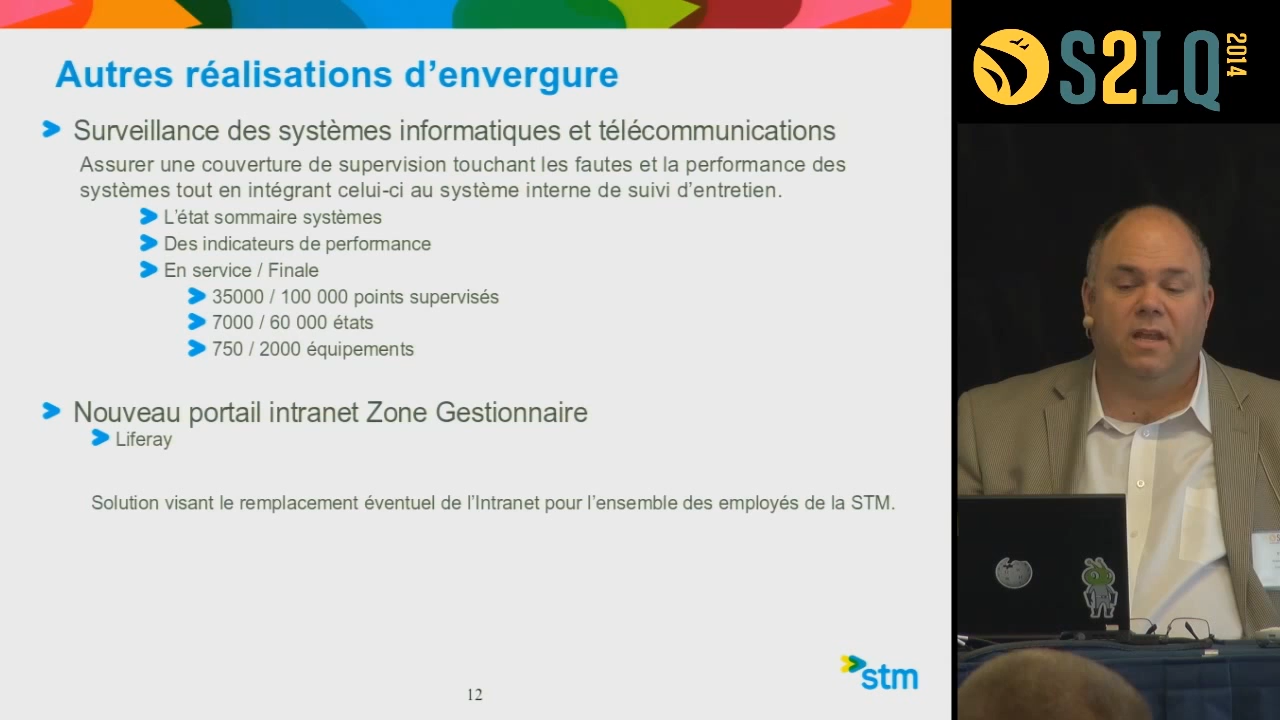 Autres réalisations d’envergure
Surveillance des systèmes informatiques et télécommunications
Assurer une couverture de supervision touchant les fautes et la performance des
systèmes tout en intégrant celui-ci au système interne de suivi d’entretien.
L’état sommaire systèmes
Des indicateurs de performance
En service / Finale
35000 / 100 000 points supervisés
7000 / 60 000 états
750 / 2000 équipements
Nouveau portail intranet Zone Gestionnaire
Liferay
Solution visant le remplacement éventuel de l’Intranet pour l’ensemble des employés de la STM.
stm
12
S2LQ 2014